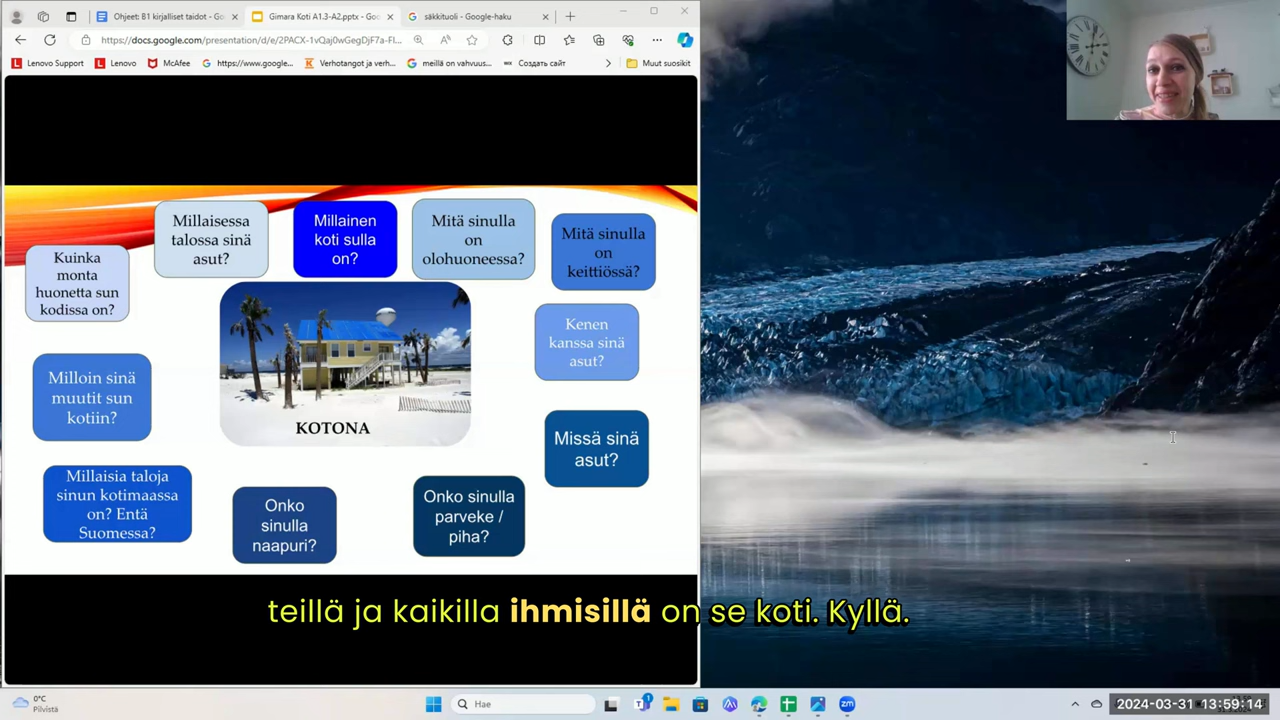 Ohjeet: B1 kirjalliset taidot - Go
Gimara Koti A1.3-A2.pptx - Goo
säkkituoli - Google-haku
https://docs.google.com/presentation/d/e/2PACX-1vQaj0wGegDjF7a-FI...
Lenovo Support
Lenovo
McAfee
https://www.google...
Verhotangot ja verh...
meillä on vahvuus...
Создать сайт
Muut suosikit
Millaisessa
talossa sinä
asut?
Millainen
koti sulla
on?
Mitä sinulla
on
olohuoneessa?
Mitä sinulla
on
keittiössä?
Kuinka
monta
huonetta sun
kodissa on?
Kenen
kanssa sinä
asut?
Milloin sinä
muutit sun
kotiin?
KOTONA
Missä sinä
asut?
Millaisia taloja
sinun kotimaassa
on? Entä
Suomessa?
Onko
sinulla
naapuri?
Onko sinulla
parveke /
piha?
teillä ja kaikilla ihmisillä on se koti. Kyllä.
0°C
Pilvistä
Hae
2024-03-31 13:59:14